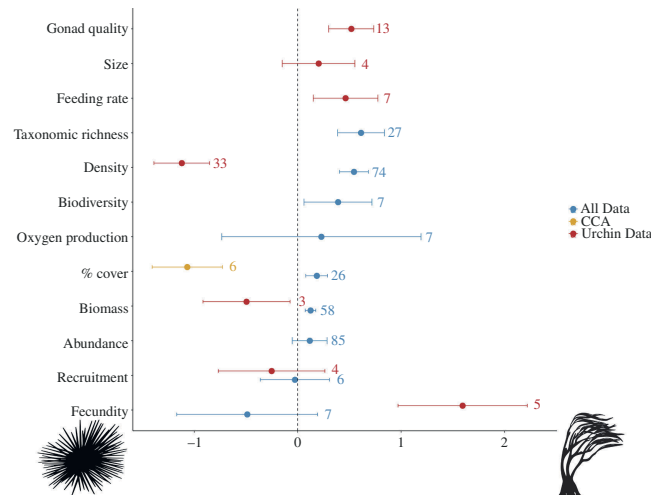 Gonad quality 13
Size 4
Feeding rate 7
Taxonomic richness 27
Density 33 74
Biodiversity 7
Oxygen production 7
% cover 6 26
Biomass 3 58
Abundance 85
Recruitment 4 6
Fecundity 5 7
−1 0 1 2
All Data
CCA
Urchin Data